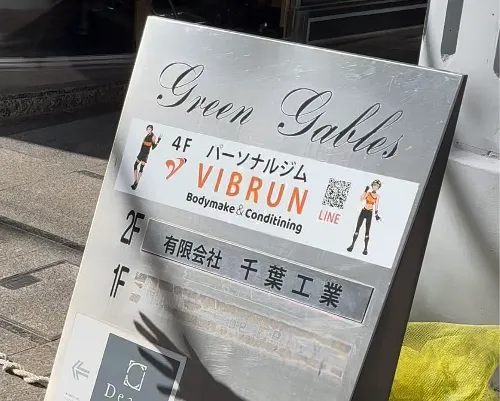 Green Gables
4F パーソナルジム
VIBRUN
Bodymake&Conditining
LINE
2F 有限会社 千葉工業
1F